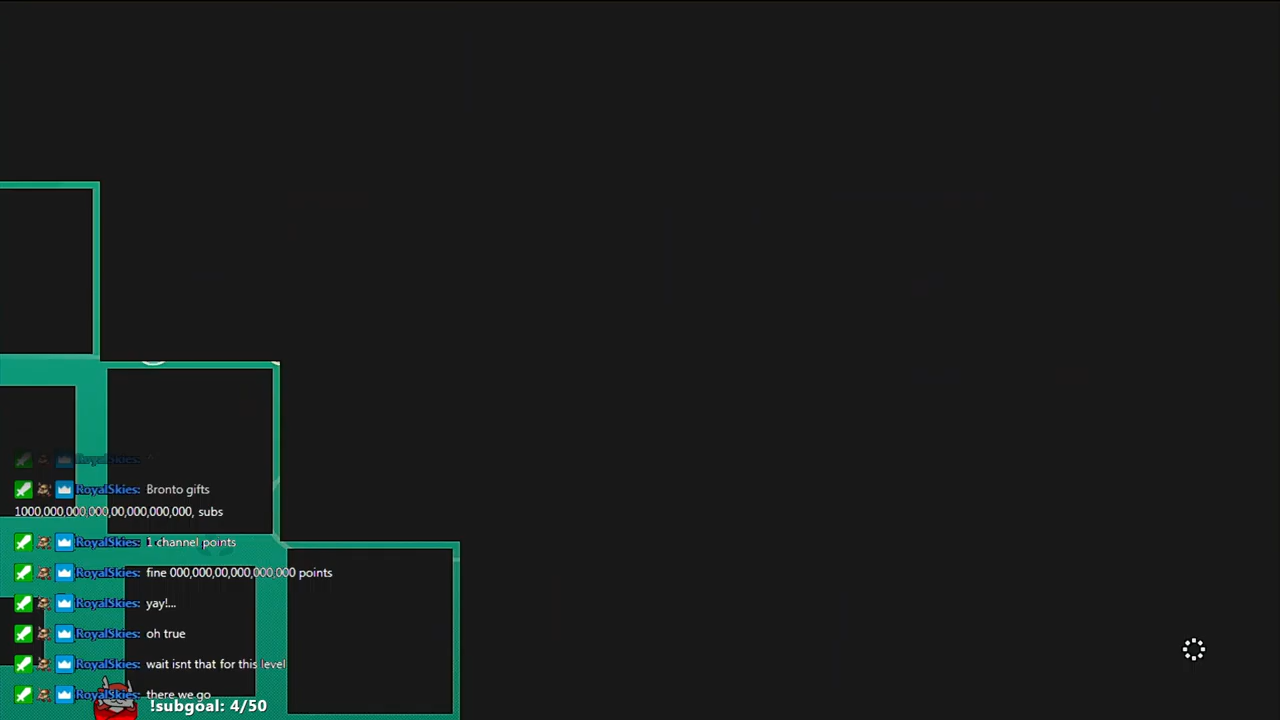 RoyalSkies: ^
RoyalSkies: Bronto gifts
1000,000,000,000,00,000,000,000, subs
RoyalSkies: 1 channel points
RoyalSkies: fine 000,000,00,000,000,000 points
RoyalSkies: yay!...
RoyalSkies: oh true
RoyalSkies: wait isnt that for this level
RoyalSkies: there we go
!subgoal: 4/50